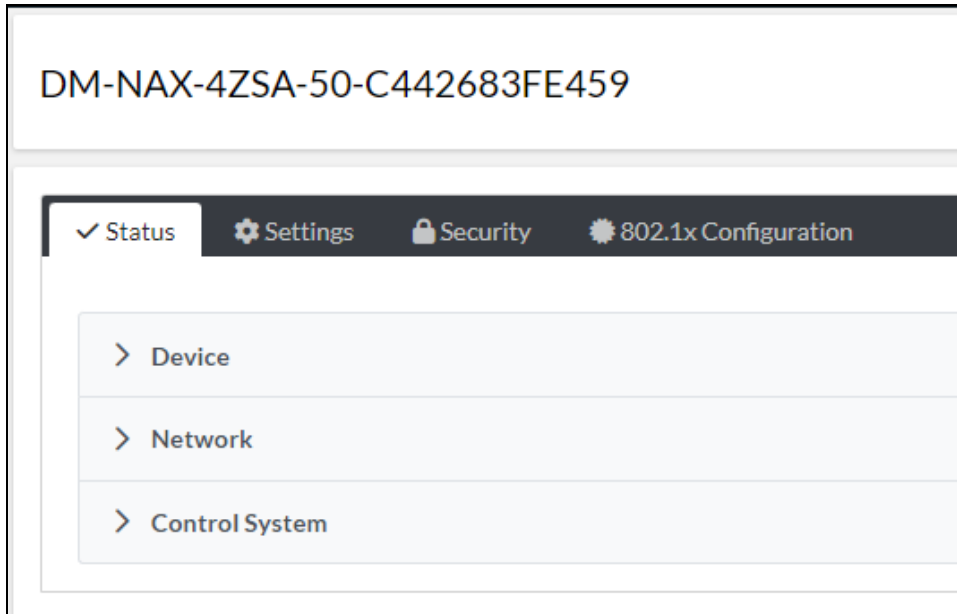 DM-NAX-4ZSA-50-C442683FE459
Status Settings Security 802.1x Configuration
Device
Network
Control System